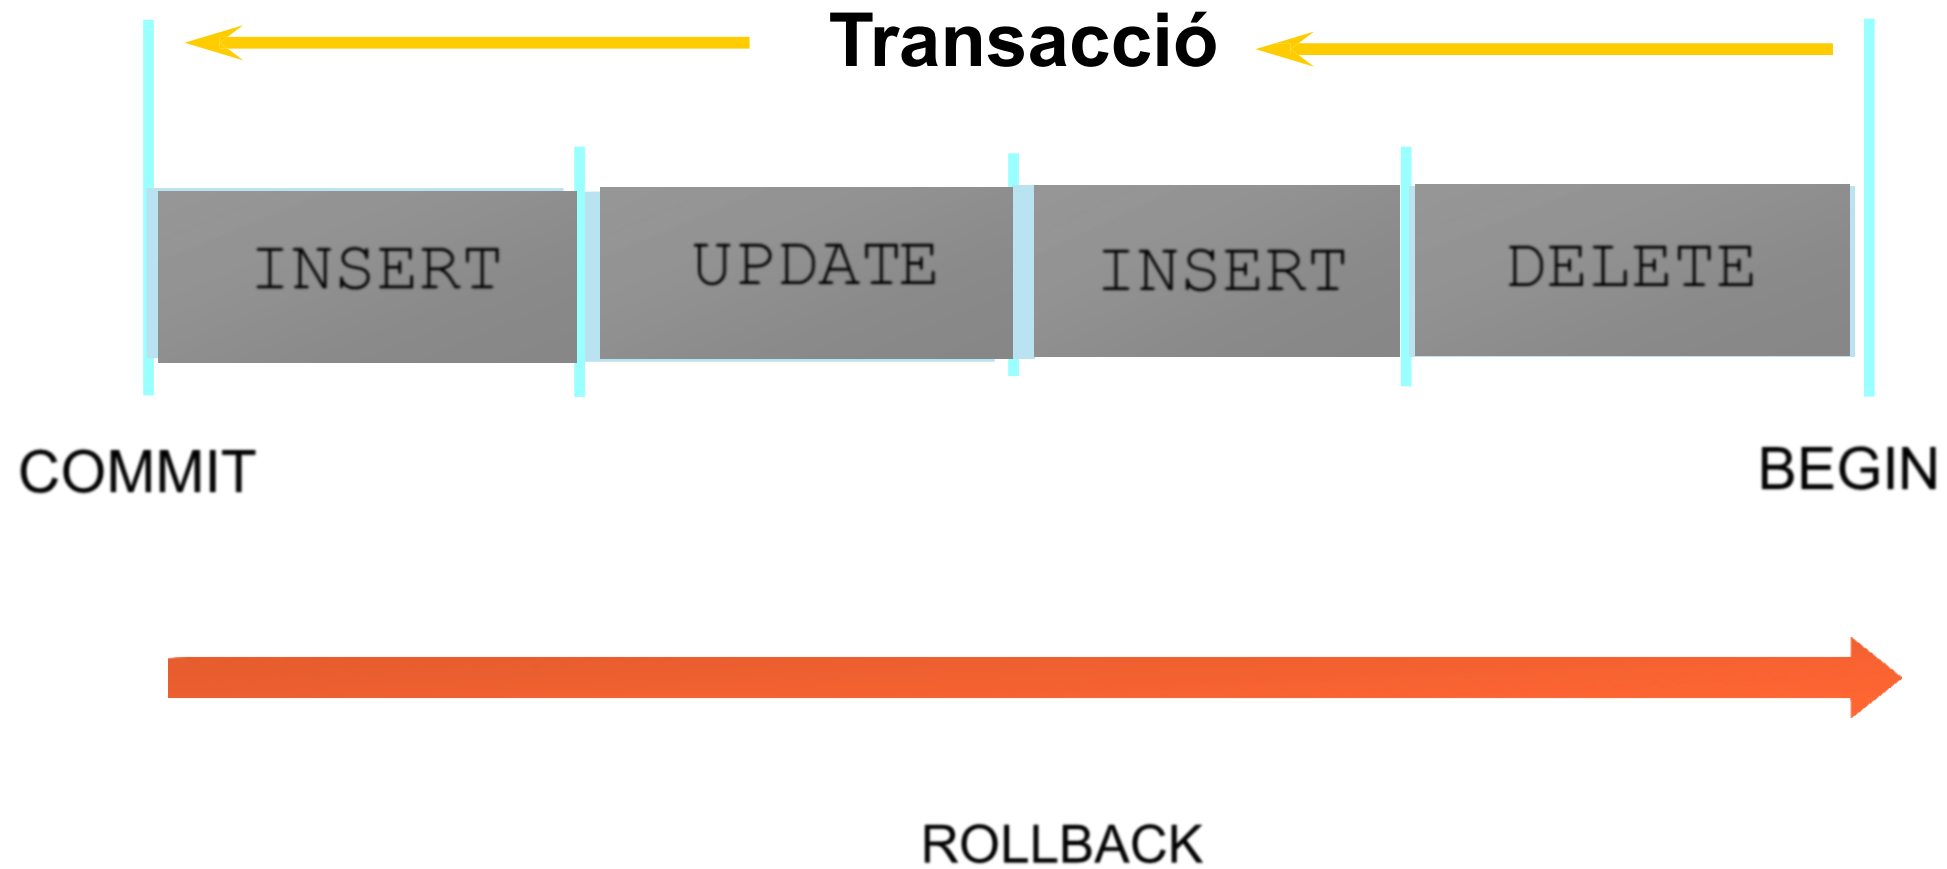 Transacció
INSERT
UPDATE
INSERT
DELETE
COMMIT
BEGIN
ROLLBACK